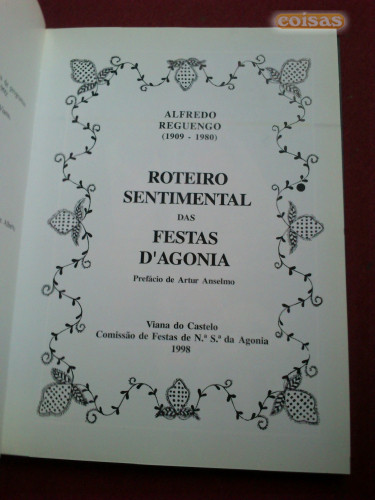 coisas
ALFREDO
REGUENGO
(1909 - 1980)
ROTEIRO
SENTIMENTAL
DAS
FESTAS
D'AGONIA
Prefácio de Artur Anselmo
Viana do Castelo
Comissão de Festas de N.ª S.ª da Agonia
1998